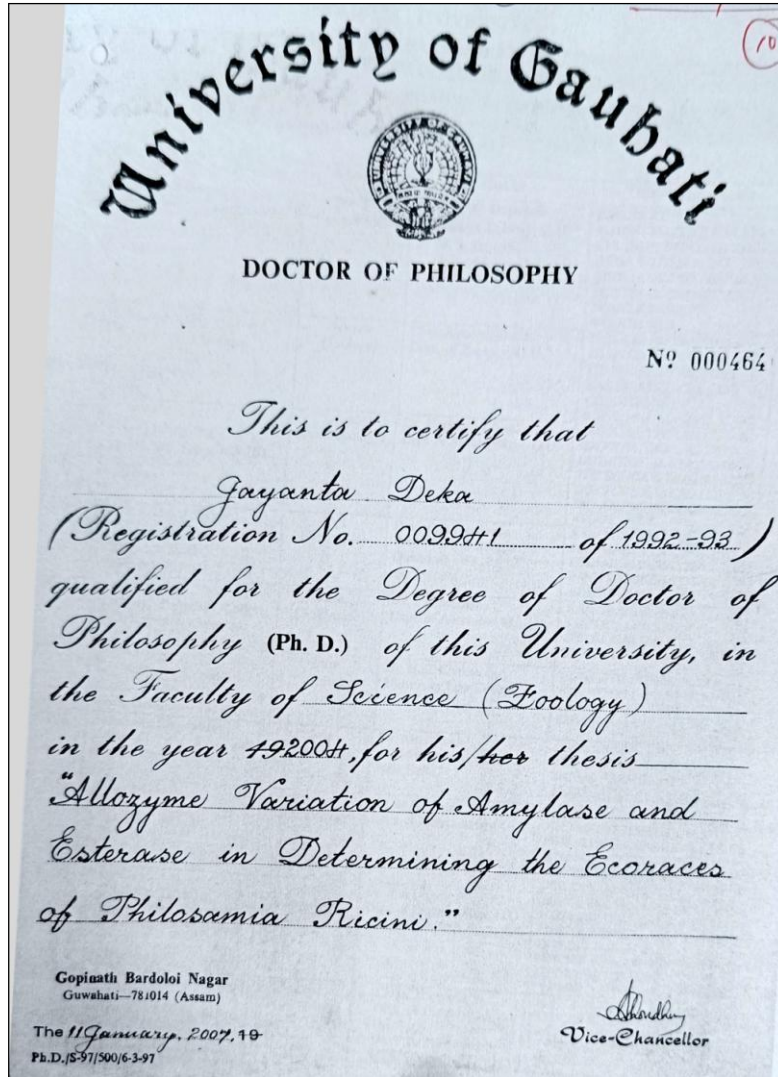 10
University of Gauhati
DOCTOR OF PHILOSOPHY
Nº 000464
This is to certify that
Jayanta Deka
(Registration No. 009941 of 1992-93)
qualified for the Degree of Doctor of
Philosophy (Ph. D.) of this University, in
the Faculty of Science (Zoology)
in the year 192004, for his/her thesis
"Allozyme Variation of Amylase and
Esterase in Determining the Ecoraces
of Philosamia Ricini."
Gopinath Bardoloi Nagar
Guwahati—781014 (Assam)
The 11 January, 2007, 19
Ph.D./S-97/500/6-3-97
Vice-Chancellor